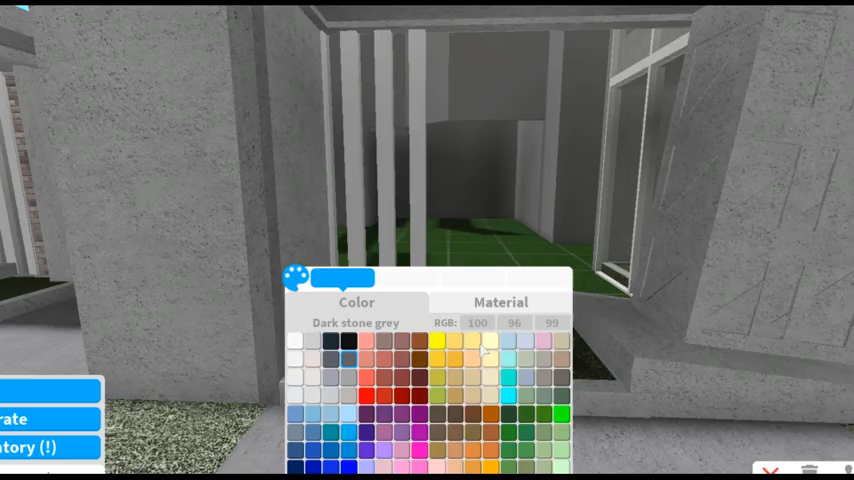 Color
Material
Dark stone grey
RGB: 100 96 99
rate
tory (!)